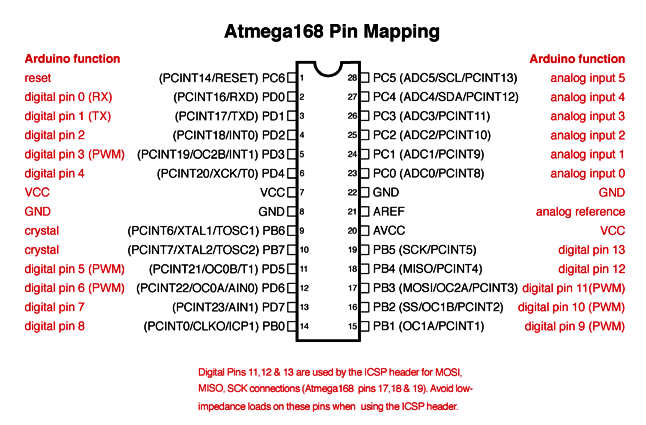 Atmega168 Pin Mapping
Arduino function Arduino function
reset (PCINT14/RESET) PC6 1 28 PC5 (ADC5/SCL/PCINT13) analog input 5
digital pin 0 (RX) (PCINT16/RXD) PD0 2 27 PC4 (ADC4/SDA/PCINT12) analog input 4
digital pin 1 (TX) (PCINT17/TXD) PD1 3 26 PC3 (ADC3/PCINT11) analog input 3
digital pin 2 (PCINT18/INT0) PD2 4 25 PC2 (ADC2/PCINT10) analog input 2
digital pin 3 (PWM) (PCINT19/OC2B/INT1) PD3 5 24 PC1 (ADC1/PCINT9) analog input 1
digital pin 4 (PCINT20/XCK/T0) PD4 6 23 PC0 (ADC0/PCINT8) analog input 0
VCC VCC 7 22 GND GND
GND GND 8 21 AREF analog reference
crystal (PCINT6/XTAL1/TOSC1) PB6 9 20 AVCC VCC
crystal (PCINT7/XTAL2/TOSC2) PB7 10 19 PB5 (SCK/PCINT5) digital pin 13
digital pin 5 (PWM) (PCINT21/OC0B/T1) PD5 11 18 PB4 (MISO/PCINT4) digital pin 12
digital pin 6 (PWM) (PCINT22/OC0A/AIN0) PD6 12 17 PB3 (MOSI/OC2A/PCINT3) digital pin 11(PWM)
digital pin 7 (PCINT23/AIN1) PD7 13 16 PB2 (SS/OC1B/PCINT2) digital pin 10 (PWM)
digital pin 8 (PCINT0/CLKO/ICP1) PB0 14 15 PB1 (OC1A/PCINT1) digital pin 9 (PWM)
Digital Pins 11,12 & 13 are used by the ICSP header for MOSI,
MISO, SCK connections (Atmega168 pins 17,18 & 19). Avoid low-
impedance loads on these pins when using the ICSP header.